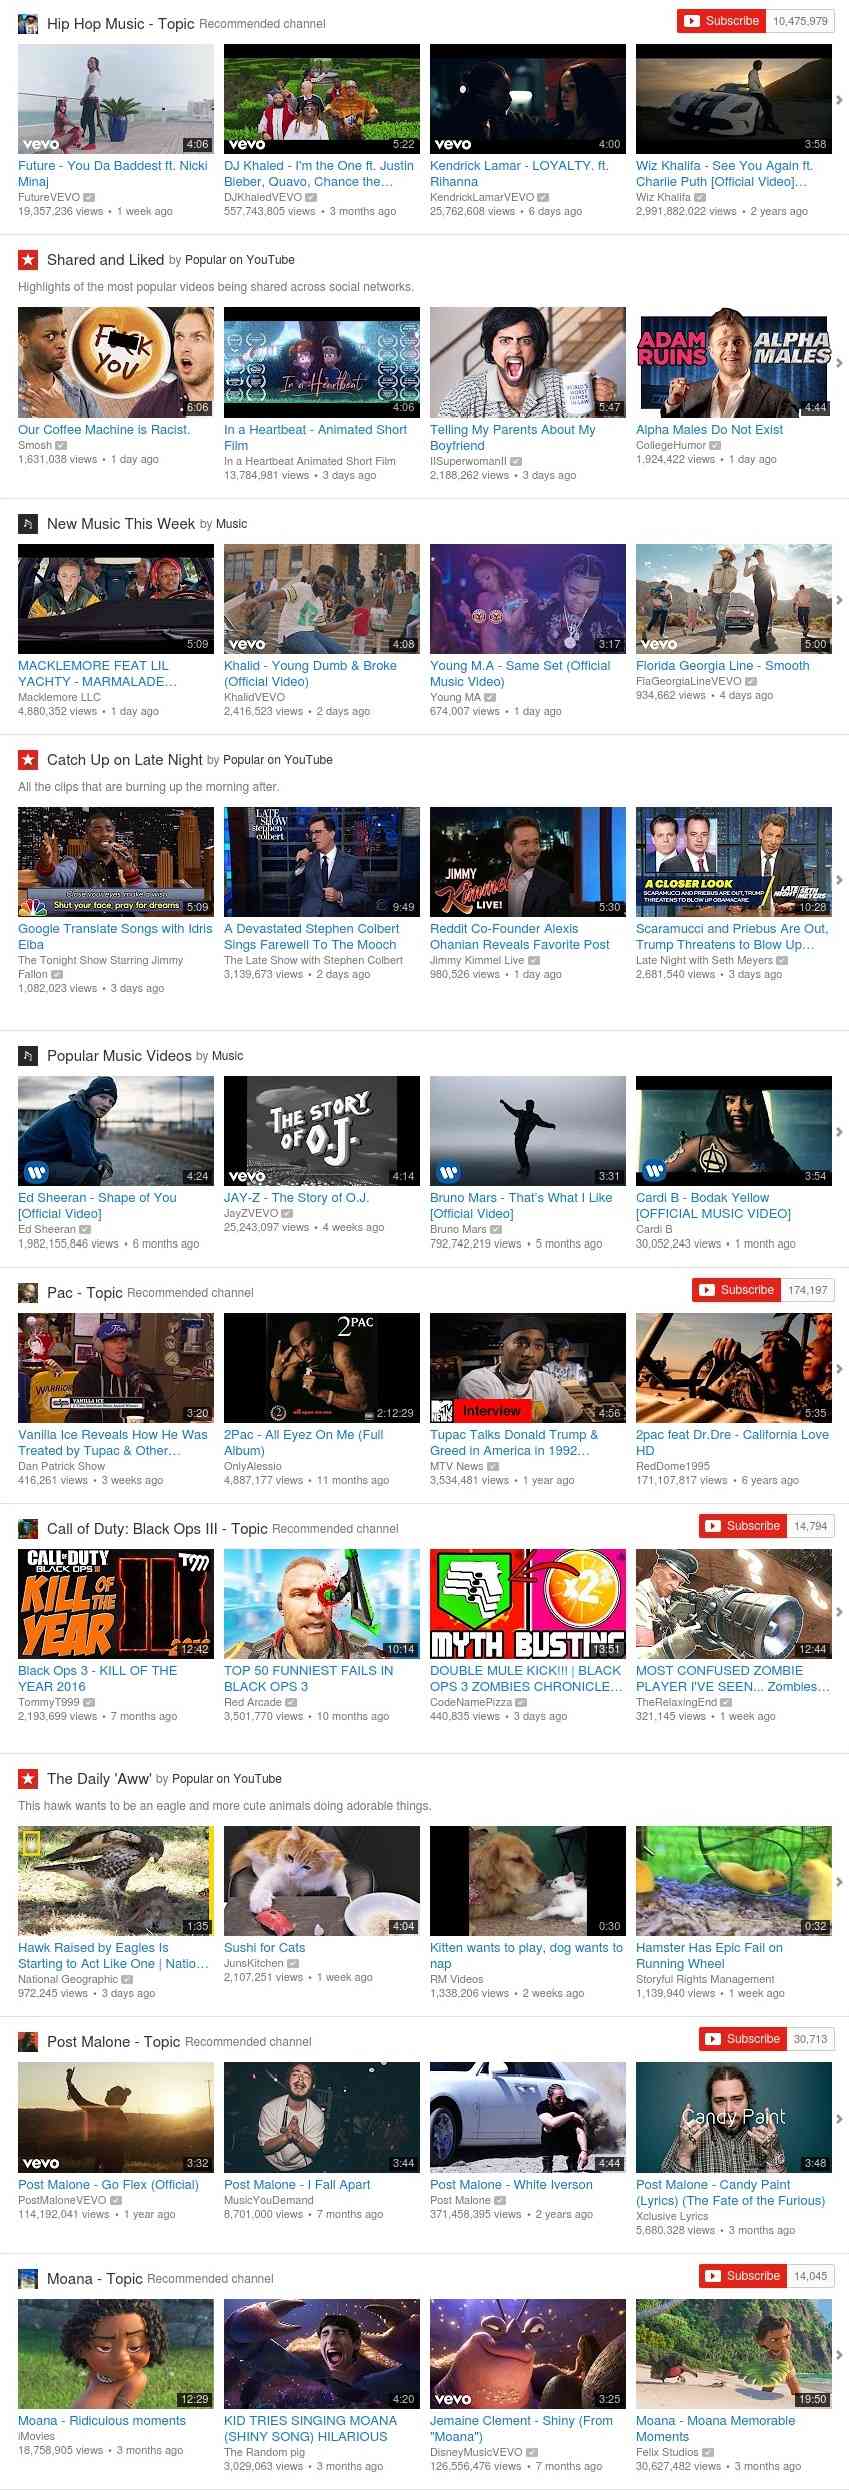 Hip Hop Music - Topic Recommended channel
Subscribe 10,475,979
vevo 4:06
vevo 5:22
vevo 4:00
3:58
Future - You Da Baddest ft. Nicki
Minaj
FutureVEVO
19,357,236 views • 1 week ago
DJ Khaled - I'm the One ft. Justin
Bieber, Quavo, Chance the…
DJKhaledVEVO
557,743,805 views • 3 months ago
Kendrick Lamar - LOYALTY. ft.
Rihanna
KendrickLamarVEVO
25,762,608 views • 6 days ago
Wiz Khalifa - See You Again ft.
Charlie Puth [Official Video]…
Wiz Khalifa
2,991,882,022 views • 2 years ago
Shared and Liked by Popular on YouTube
Highlights of the most popular videos being shared across social networks.
YOU
6:06
In a Heartbeat
4:06
WORLD'S
WORST
FATHER
IN-LAW
5:47
ADAM
RUINS
ALPHA
MALES
4:44
Our Coffee Machine is Racist.
Smosh
1,631,038 views • 1 day ago
In a Heartbeat - Animated Short
Film
In a Heartbeat Animated Short Film
13,784,981 views • 3 days ago
Telling My Parents About My
Boyfriend
IISuperwomanII
2,188,262 views • 3 days ago
Alpha Males Do Not Exist
CollegeHumor
1,924,422 views • 1 day ago
New Music This Week by Music
5:09
vevo 4:08
3:17
vevo 5:00
MACKLEMORE FEAT LIL
YACHTY - MARMALADE…
Macklemore LLC
4,880,352 views • 1 day ago
Khalid - Young Dumb & Broke
(Official Video)
KhalidVEVO
2,416,523 views • 2 days ago
Young M.A - Same Set (Official
Music Video)
Young MA
674,007 views • 1 day ago
Florida Georgia Line - Smooth
FlaGeorgiaLineVEVO
934,662 views • 4 days ago
Catch Up on Late Night by Popular on YouTube
All the clips that are burning up the morning after.
Close you eyes, make a wish
Shut your face, pray for dreams
5:09
LATE
SHOW
stephen
colbert
9:49
JIMMY
Kimmel
LIVE!
5:30
A CLOSER LOOK
SCARAMUCCI AND PRIEBUS ARE OUT, TRUMP
THREATENS TO BLOW UP OBAMACARE
LATE
NIGHT SETH
MEYERS
10:28
Google Translate Songs with Idris
Elba
The Tonight Show Starring Jimmy
Fallon
1,082,023 views • 3 days ago
A Devastated Stephen Colbert
Sings Farewell To The Mooch
The Late Show with Stephen Colbert
3,139,673 views • 2 days ago
Reddit Co-Founder Alexis
Ohanian Reveals Favorite Post
Jimmy Kimmel Live
980,526 views • 1 day ago
Scaramucci and Priebus Are Out,
Trump Threatens to Blow Up…
Late Night with Seth Meyers
2,681,540 views • 3 days ago
Popular Music Videos by Music
4:24
THE STORY
OF O.J.
vevo 4:14
3:31
3:54
Ed Sheeran - Shape of You
[Official Video]
Ed Sheeran
1,982,155,846 views • 6 months ago
JAY-Z - The Story of O.J.
JayZVEVO
25,243,097 views • 4 weeks ago
Bruno Mars - That's What I Like
[Official Video]
Bruno Mars
792,742,219 views • 5 months ago
Cardi B - Bodak Yellow
[OFFICIAL MUSIC VIDEO]
Cardi B
30,052,243 views • 1 month ago
Pac - Topic Recommended channel
Subscribe 174,197
WARRIOR
VANILLA ICE
3:20
2PAC
2
2:12:29
MTV
NEWS
Interview
4:56
5:35
Vanilla Ice Reveals How He Was
Treated by Tupac & Other…
Dan Patrick Show
416,261 views • 3 weeks ago
2Pac - All Eyez On Me (Full
Album)
OnlyAlessio
4,887,177 views • 11 months ago
Tupac Talks Donald Trump &
Greed in America in 1992…
MTV News
3,534,481 views • 1 year ago
2pac feat Dr.Dre - California Love
HD
RedDome1995
171,107,817 views • 6 years ago
Call of Duty: Black Ops III - Topic Recommended channel
Subscribe 14,794
CALL OF DUTY
BLACK OPS III
KILL OF
THE
YEAR
12:42
10:14
x2
MYTH BUSTING
13:51
12:44
Black Ops 3 - KILL OF THE
YEAR 2016
TommyT999
2,193,699 views • 7 months ago
TOP 50 FUNNIEST FAILS IN
BLACK OPS 3
Red Arcade
3,501,770 views • 10 months ago
DOUBLE MULE KICK!!! | BLACK
OPS 3 ZOMBIES CHRONICLE…
CodeNamePizza
440,835 views • 3 days ago
MOST CONFUSED ZOMBIE
PLAYER I'VE SEEN... Zombies…
TheRelaxingEnd
321,145 views • 1 week ago
The Daily 'Aww' by Popular on YouTube
This hawk wants to be an eagle and more cute animals doing adorable things.
1:35
4:04
0:30
0:32
Hawk Raised by Eagles Is
Starting to Act Like One | Natio…
National Geographic
972,245 views • 3 days ago
Sushi for Cats
JunsKitchen
2,107,251 views • 1 week ago
Kitten wants to play, dog wants to
nap
RM Videos
1,338,206 views • 2 weeks ago
Hamster Has Epic Fail on
Running Wheel
Storyful Rights Management
1,139,940 views • 1 week ago
Post Malone - Topic Recommended channel
Subscribe 30,713
vevo 3:32
3:44
4:44
Candy Paint
3:48
Post Malone - Go Flex (Official)
PostMaloneVEVO
114,192,041 views • 1 year ago
Post Malone - I Fall Apart
MusicYouDemand
8,701,000 views • 7 months ago
Post Malone - White Iverson
Post Malone
371,458,395 views • 2 years ago
Post Malone - Candy Paint
(Lyrics) (The Fate of the Furious)
Xclusive Lyrics
5,680,328 views • 3 months ago
Moana - Topic Recommended channel
Subscribe 14,045
12:29
4:20
vevo 3:25
19:50
Moana - Ridiculous moments
iMovies
18,758,905 views • 3 months ago
KID TRIES SINGING MOANA
(SHINY SONG) HILARIOUS
The Random pig
3,029,063 views • 3 months ago
Jemaine Clement - Shiny (From
"Moana")
DisneyMusicVEVO
126,556,476 views • 7 months ago
Moana - Moana Memorable
Moments
Felix Studios
30,627,482 views • 3 months ago